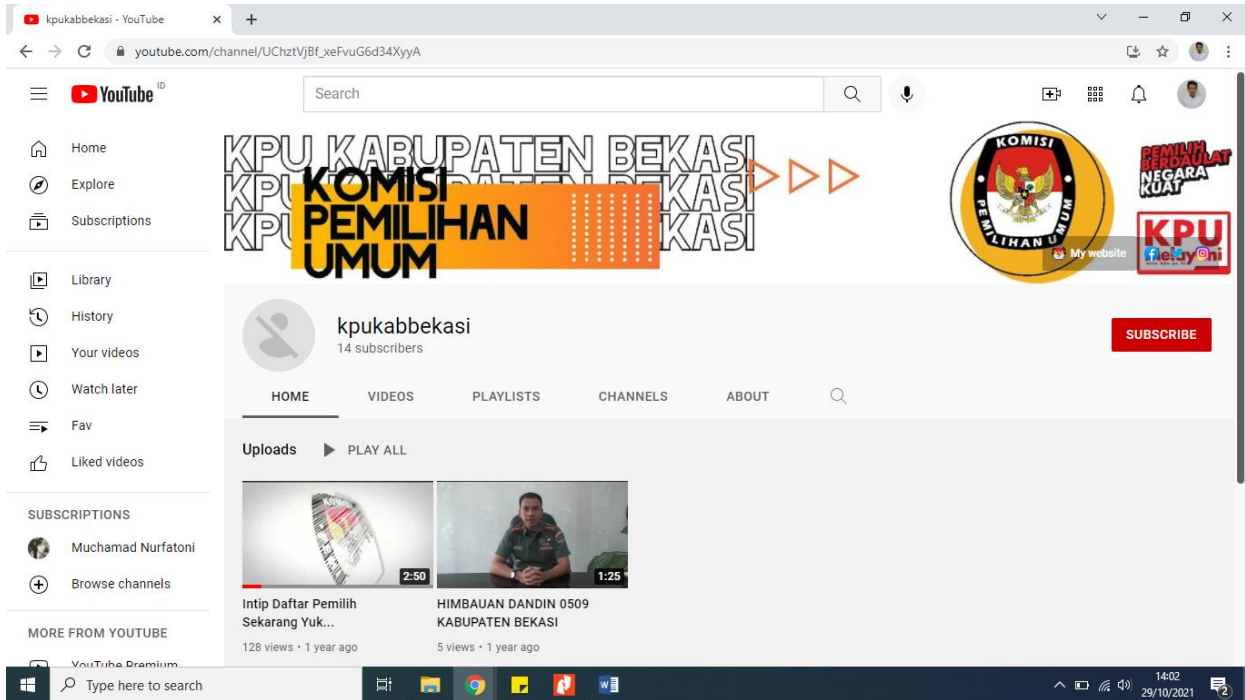 kpukabbekasi - YouTube
youtube.com/channel/UChztVjBf_xeFvuG6d34XyyA
YouTube ID
Search
Home
Explore
Subscriptions
Library
History
Your videos
Watch later
Fav
Liked videos
SUBSCRIPTIONS
Muchamad Nurfatoni
Browse channels
MORE FROM YOUTUBE
YouTube Premium
KPU KABUPATEN BEKASI
KPU BEKASI
KPU KASI
KOMISI
PEMILIHAN
UMUM
KOMISI
PEMILIHAN UMUM
PEMILIH
BERDAULAT
NEGARA
KUAT
KPU
Melayani
My website
kpukabbekasi
14 subscribers
SUBSCRIBE
HOME VIDEOS PLAYLISTS CHANNELS ABOUT
Uploads PLAY ALL
2:50
1:25
Intip Daftar Pemilih
Sekarang Yuk...
128 views • 1 year ago
HIMBAUAN DANDIN 0509
KABUPATEN BEKASI
5 views • 1 year ago
Type here to search
14:02
29/10/2021
2